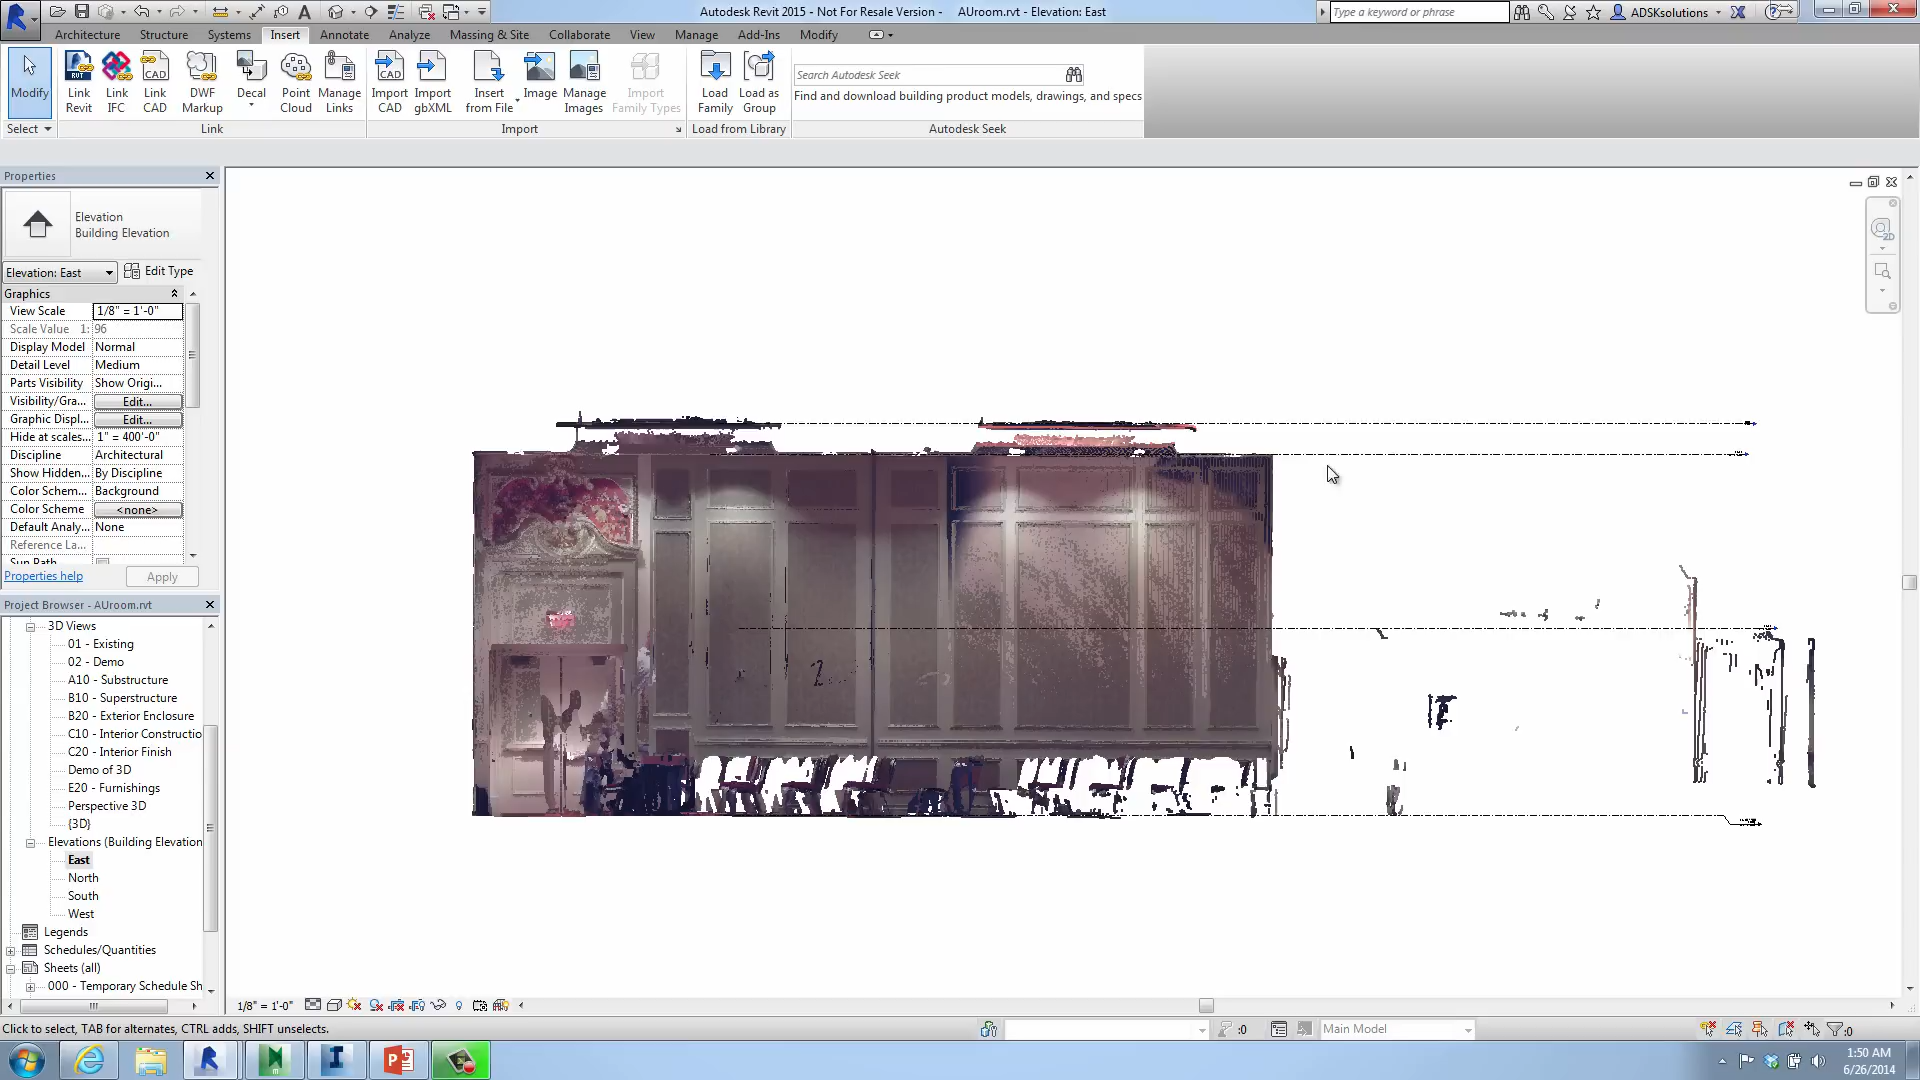 Autodesk Revit 2015 - Not For Resale Version - AUroom.rvt - Elevation: East
Type a keyword or phrase
ADSKsolutions
Architecture Structure Systems Insert Annotate Analyze Massing & Site Collaborate View Manage Add-Ins Modify
Modify
Link Revit
Link IFC
Link CAD
DWF Markup
Decal
Point Cloud
Manage Links
Import CAD
Import gbXML
Insert from File
Image
Manage Images
Import Family Types
Load Family
Load as Group
Search Autodesk Seek
Find and download building product models, drawings, and specs
Select
Link
Import
Load from Library
Autodesk Seek
Properties
Elevation
Building Elevation
Elevation: East
Edit Type
Graphics
View Scale 1/8" = 1'-0"
Scale Value 1: 96
Display Model Normal
Detail Level Medium
Parts Visibility Show Origi...
Visibility/Gra... Edit...
Graphic Displ... Edit...
Hide at scales... 1" = 400'-0"
Discipline Architectural
Show Hidden... By Discipline
Color Schem... Background
Color Scheme <none>
Default Analy... None
Reference La...
Sun Path
Properties help
Apply
Project Browser - AUroom.rvt
3D Views
01 - Existing
02 - Demo
A10 - Substructure
B10 - Superstructure
B20 - Exterior Enclosure
C10 - Interior Constructio
C20 - Interior Finish
Demo of 3D
E20 - Furnishings
Perspective 3D
{3D}
Elevations (Building Elevation
East
North
South
West
Legends
Schedules/Quantities
Sheets (all)
000 - Temporary Schedule Sh
1/8" = 1'-0"
Click to select, TAB for alternates, CTRL adds, SHIFT unselects.
:0
Main Model
:0
1:50 AM
6/26/2014